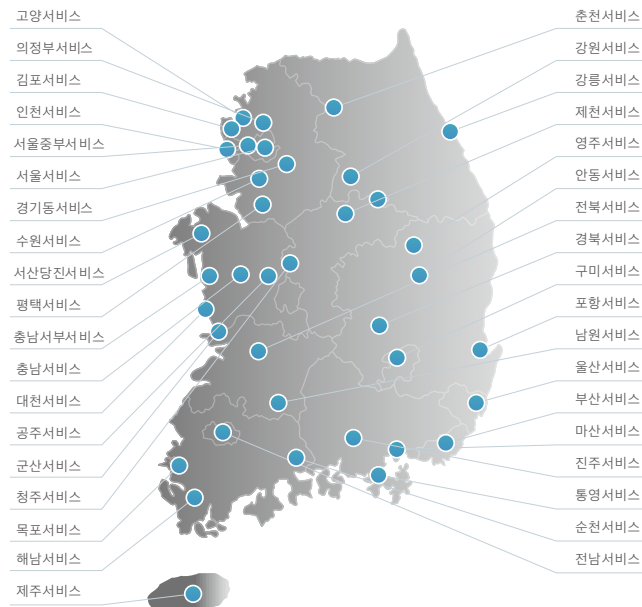 고양서비스
의정부서비스
김포서비스
인천서비스
서울중부서비스
서울서비스
경기동서비스
수원서비스
서산당진서비스
평택서비스
충남서부서비스
충남서비스
대천서비스
공주서비스
군산서비스
청주서비스
목포서비스
해남서비스
제주서비스
춘천서비스
강원서비스
강릉서비스
제천서비스
영주서비스
안동서비스
전북서비스
경북서비스
구미서비스
포항서비스
남원서비스
울산서비스
부산서비스
마산서비스
진주서비스
통영서비스
순천서비스
전남서비스